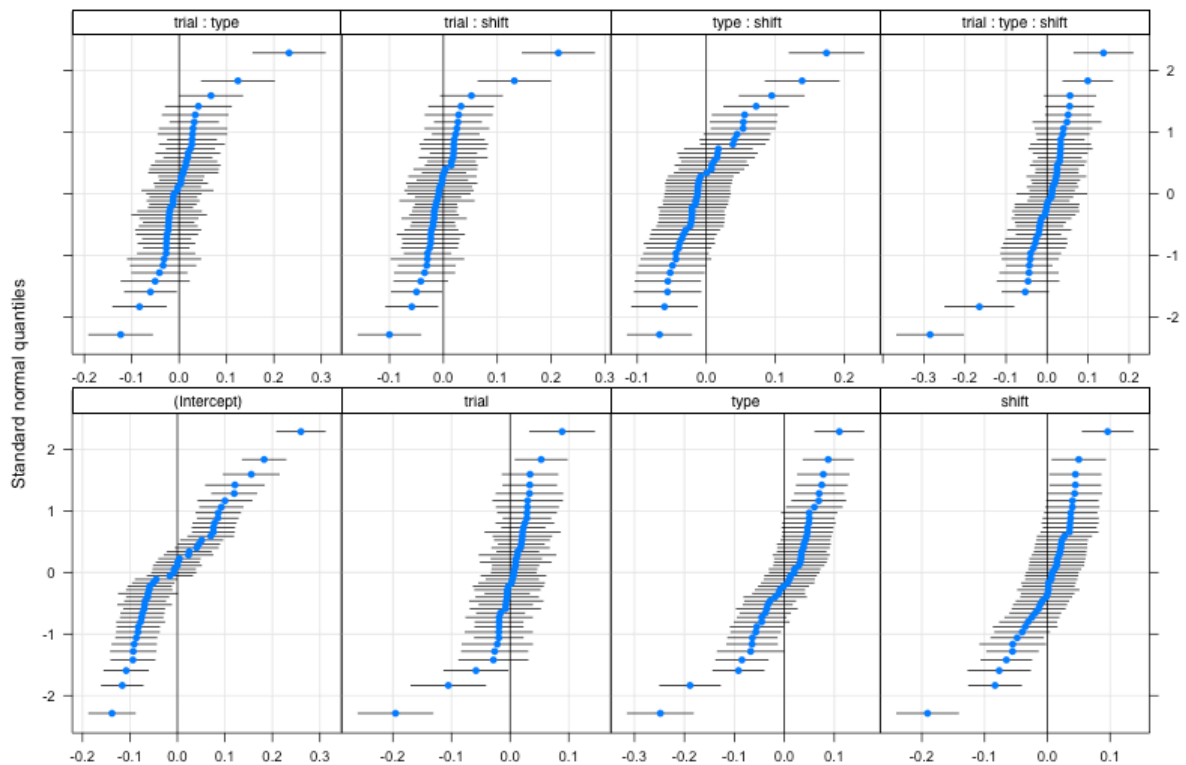 trial : type
trial : shift
type : shift
trial : type : shift
2
1
0
-1
-2
-0.2 -0.1 0.0 0.1 0.2 0.3
-0.1 0.0 0.1 0.2 0.3
-0.1 0.0 0.1 0.2
-0.3 -0.2 -0.1 0.0 0.1 0.2
Standard normal quantiles
(Intercept)
trial
type
shift
2
1
0
-1
-2
-0.2 -0.1 0.0 0.1 0.2 0.3
-0.2 -0.1 0.0 0.1
-0.3 -0.2 -0.1 0.0 0.1
-0.2 -0.1 0.0 0.1